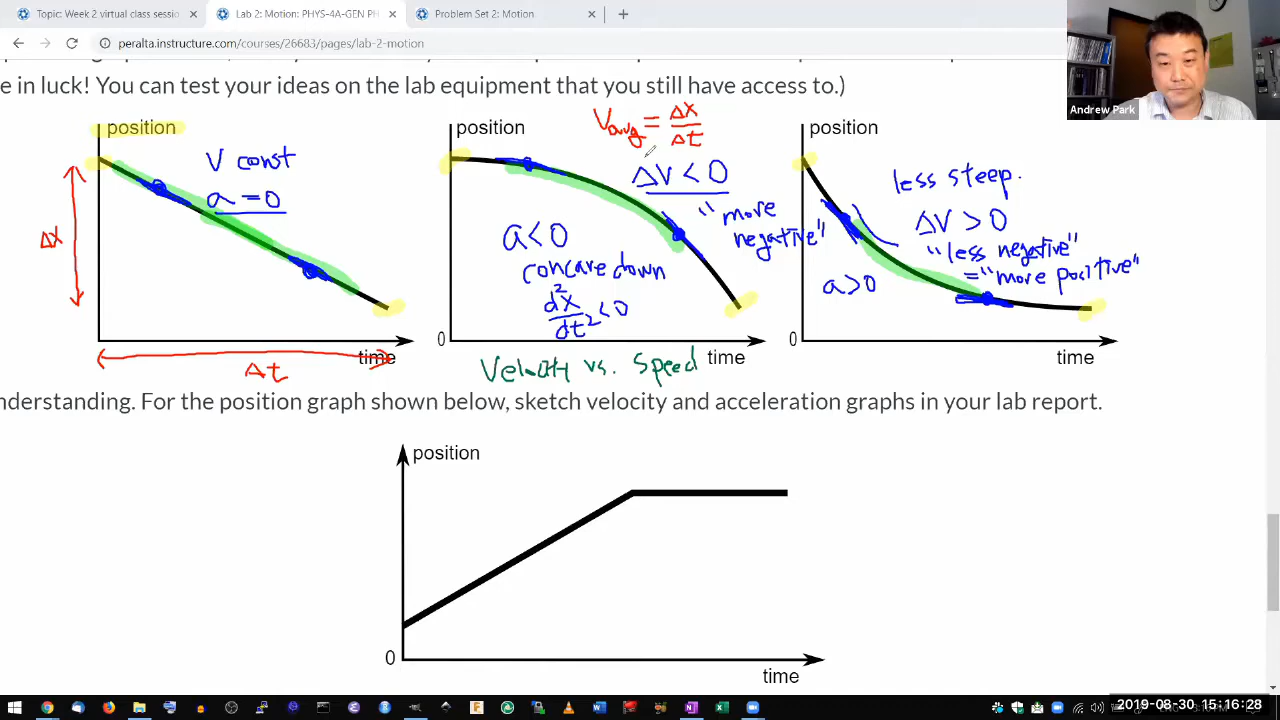 Topic: Week 2 virtual class sessio
Lab 2: Motion: PHYS-4A-GEN PH
Problem Set 2: Motion
peralta.instructure.com/courses/26683/pages/lab-2-motion
e in luck! You can test your ideas on the lab equipment that you still have access to.)
Andrew Park
position
V const
a = 0
Δx
time
Δt
position
Vavg = Δx/Δt
ΔV < 0
"more
negative"
a<0
concave down
d²x/dt² < 0
0
time
Velocity vs. Speed
position
less steep.
ΔV > 0
"less negative"
= "more positive"
a>0
0
time
nderstanding. For the position graph shown below, sketch velocity and acceleration graphs in your lab report.
position
0
time
2019-08-30 15:16:28